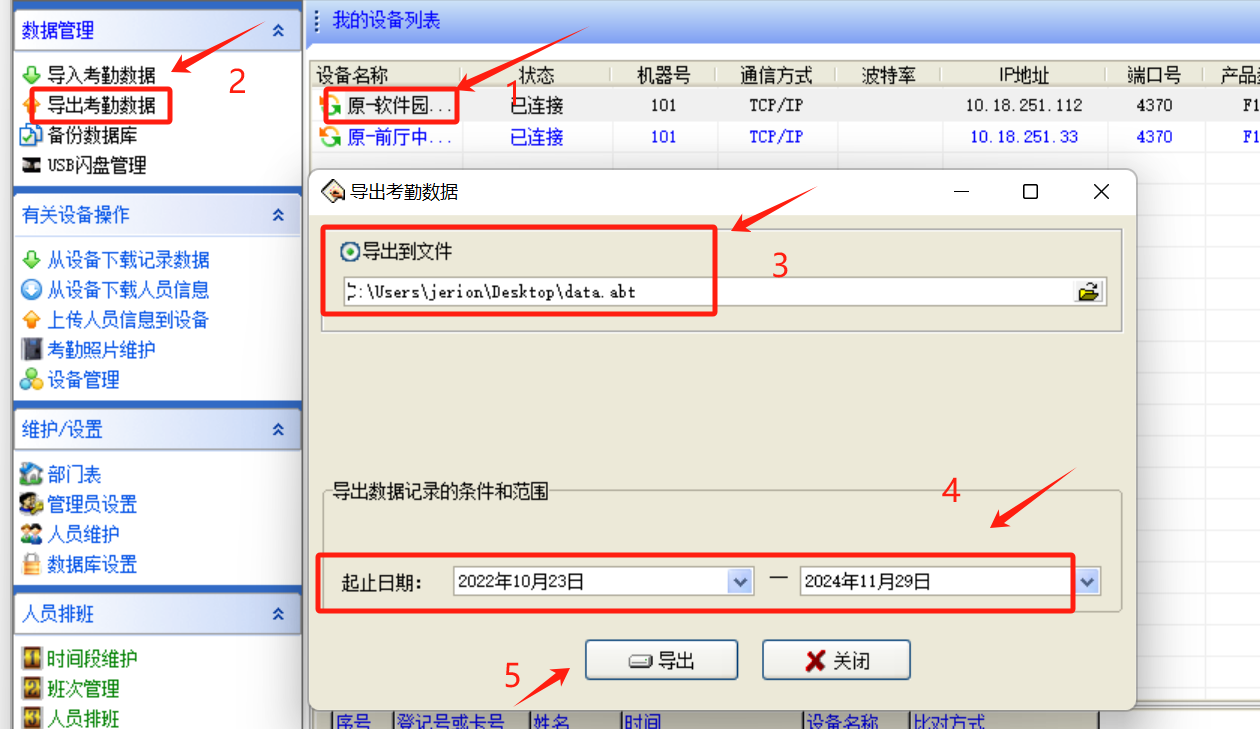 数据管理
导入考勤数据
导出考勤数据
备份数据库
USB闪盘管理
有关设备操作
从设备下载记录数据
从设备下载人员信息
上传人员信息到设备
考勤照片维护
设备管理
维护/设置
部门表
管理员设置
人员维护
数据库设置
人员排班
时间段维护
班次管理
人员排班
2
我的设备列表
设备名称 状态 机器号 通信方式 波特率 IP地址 端口号 产品
1
原-软件园... 已连接 101 TCP/IP 10.18.251.112 4370 F1
原-前厅中... 已连接 101 TCP/IP 10.18.251.33 4370 F1
导出考勤数据
导出到文件
3
:\Users\jerion\Desktop\data.abt
导出数据记录的条件和范围
4
起止日期: 2022年10月23日 — 2024年11月29日
5
导出 关闭
序号 登记号或卡号 姓名 时间 设备名称 比对方式